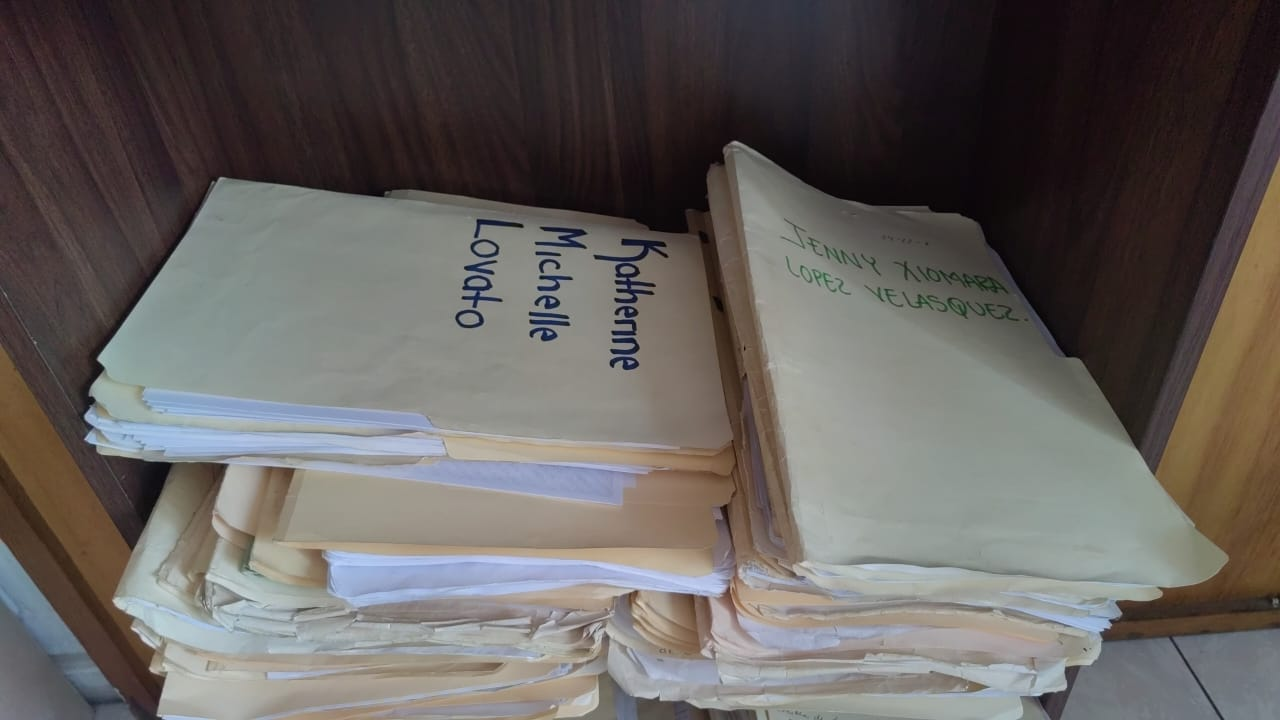 Katherine
Michelle
Lovato
JENNY XIOMARA
LOPEZ VELASQUEZ.